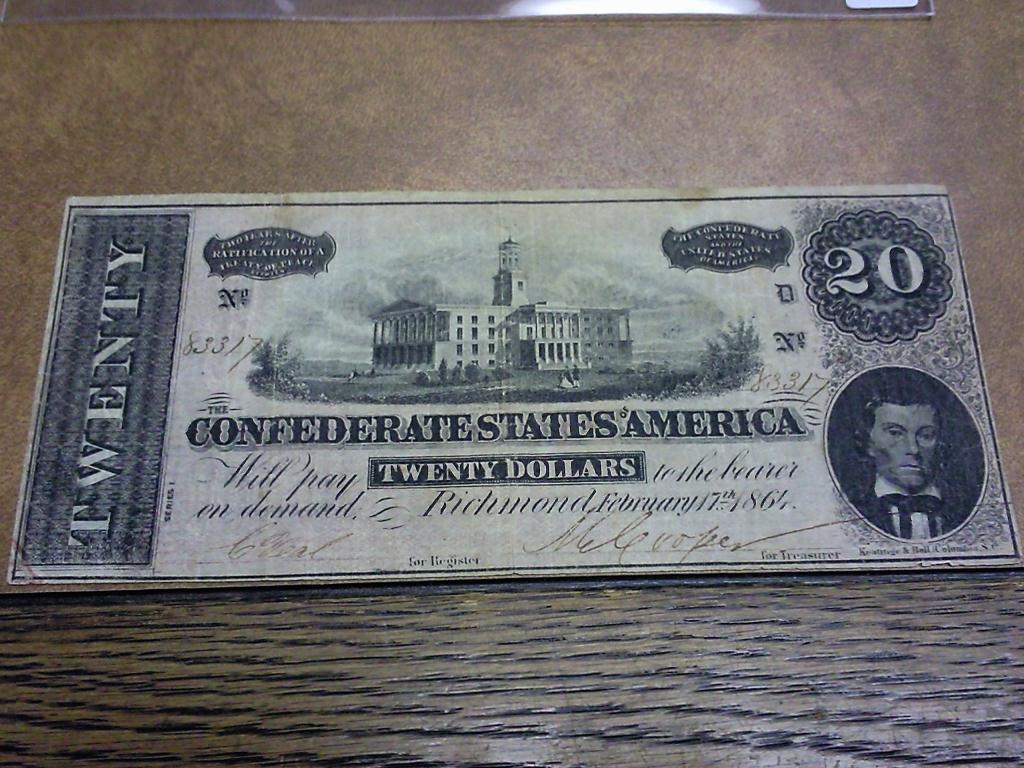 TWENTY
TWO YEARS AFTER
THE
RATIFICATION OF A
TREATY OF PEACE
THE CONFEDERATE
STATES
AND THE
UNITED STATES
OF AMERICA
20
Nº
D
Nº
83317
83317
THE
CONFEDERATE STATES OF AMERICA
Will pay TWENTY DOLLARS to the bearer
on demand, Richmond, February 17th 1864.
SERIES 1
for Register
Cooper
for Treasurer
Keatinge & Ball, Columbia, S.C.